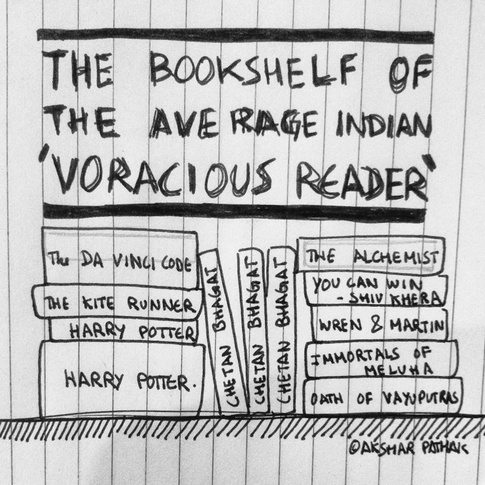 THE BOOKSHELF OF
THE AVERAGE INDIAN
'VORACIOUS READER'
The DA VINCI CODE
THE KITE RUNNER
HARRY POTTER
HARRY POTTER.
CHETAN BHAGAT
CHETAN BHAGAT
CHETAN BHAGAT
THE ALCHEMIST
YOU CAN WIN
- SHIV KHERA
WREN & MARTIN
IMMORTALS OF
MELUHA
OATH OF VAYUPUTRAS
©AKSHAR PATHAK